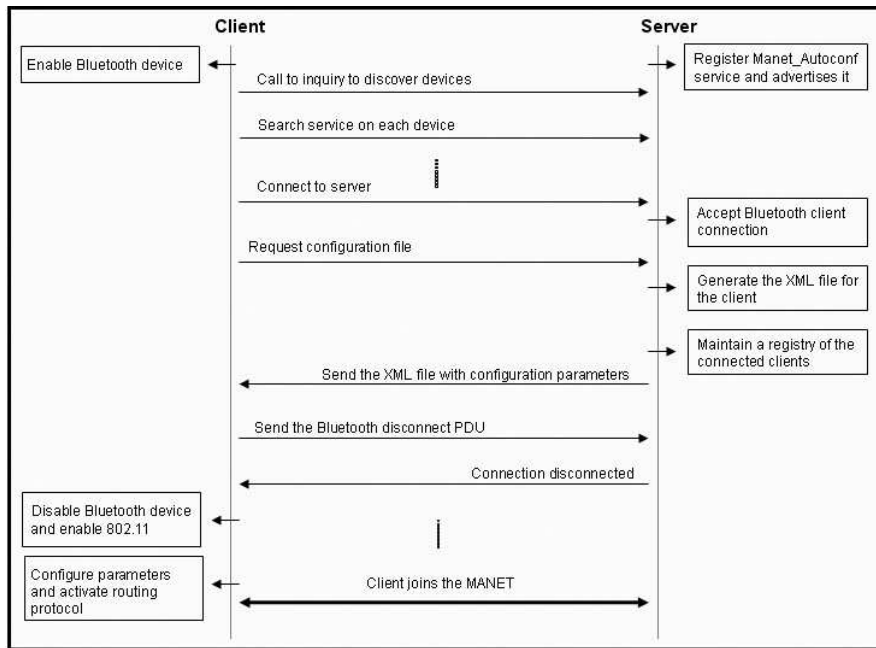 Client
Server
Enable Bluetooth device
Register Manet_Autoconf
service and advertises it
Call to inquiry to discover devices
Search service on each device
Connect to server
Accept Bluetooth client
connection
Request configuration file
Generate the XML file for
the client
Maintain a registry of the
connected clients
Send the XML file with configuration parameters
Send the Bluetooth disconnect PDU
Connection disconnected
Disable Bluetooth device
and enable 802.11
Configure parameters
and activate routing
protocol
Client joins the MANET